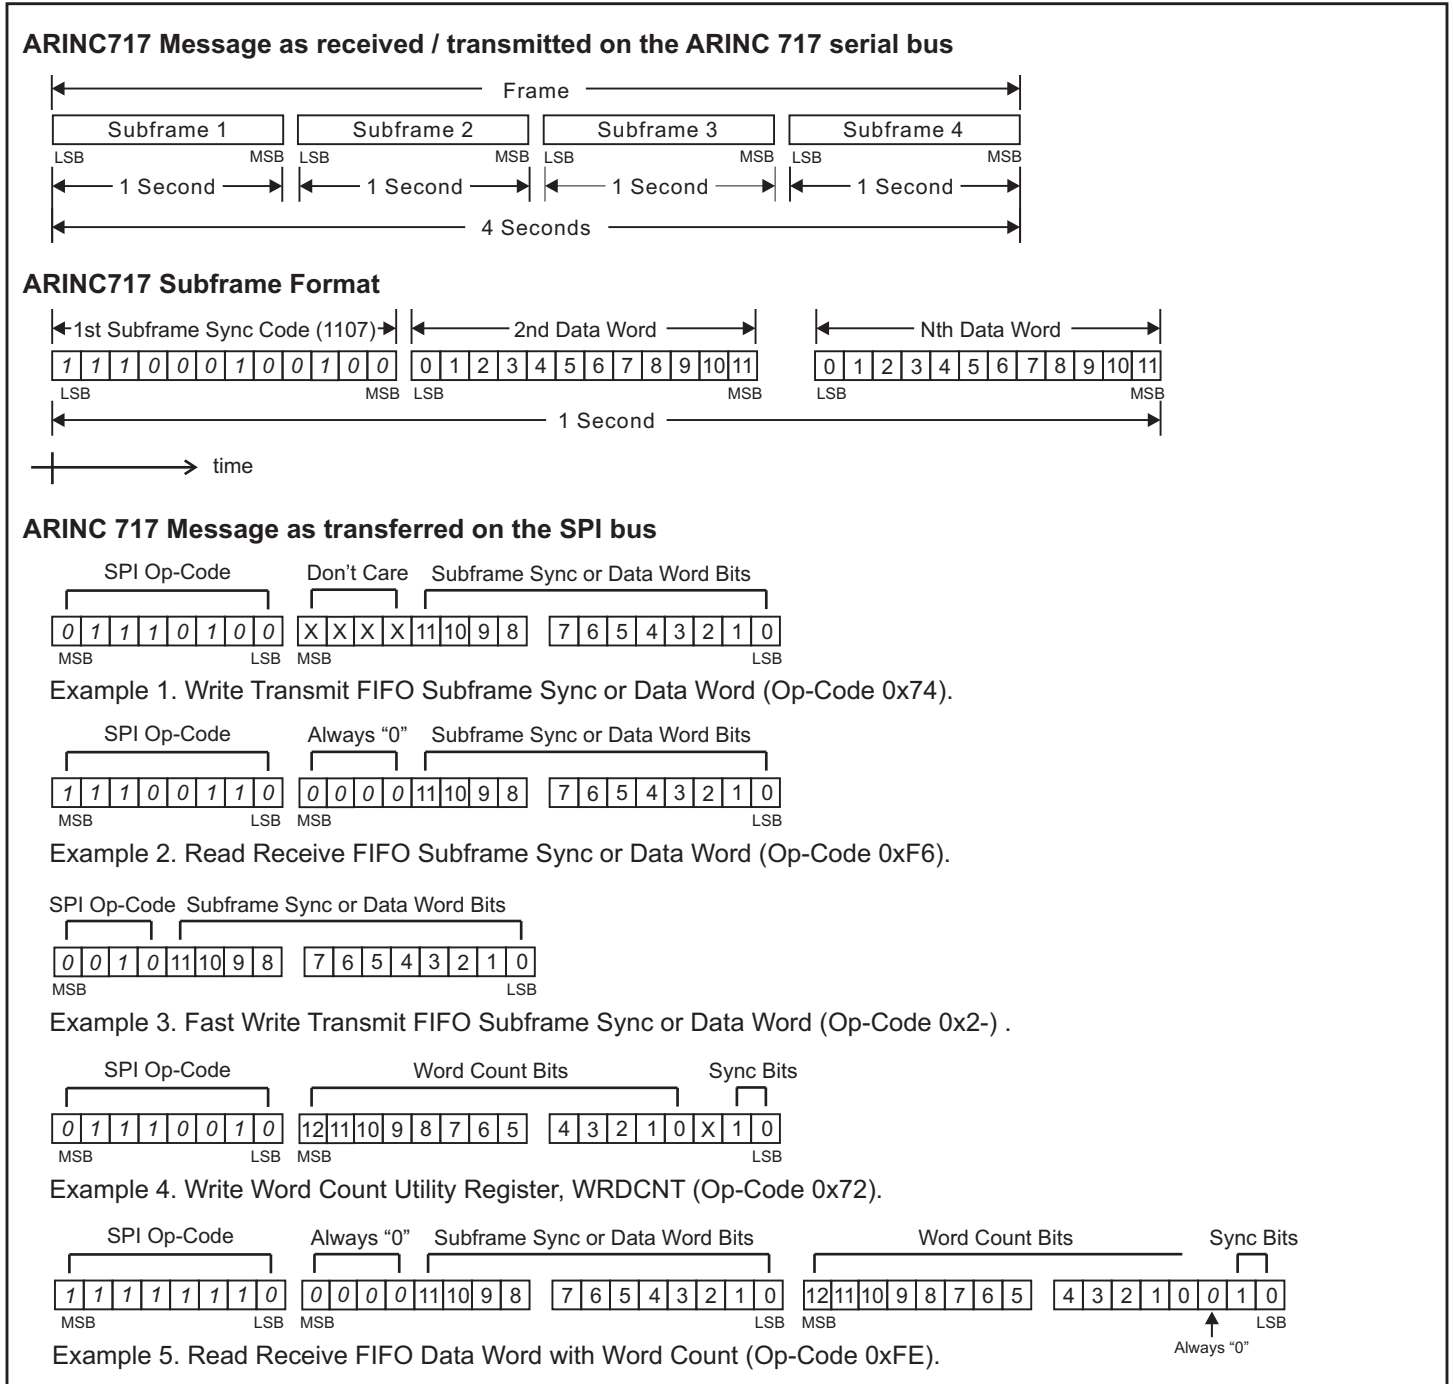 ARINC717 Message as received / transmitted on the ARINC 717 serial bus
Frame
Subframe 1 Subframe 2 Subframe 3 Subframe 4
LSB MSB LSB MSB LSB MSB LSB MSB
1 Second 1 Second 1 Second 1 Second
4 Seconds
ARINC717 Subframe Format
1st Subframe Sync Code (1107) 2nd Data Word Nth Data Word
1 1 1 0 0 0 1 0 0 1 0 0 0 1 2 3 4 5 6 7 8 9 10 11 0 1 2 3 4 5 6 7 8 9 10 11
LSB MSB LSB MSB LSB MSB
1 Second
time
ARINC 717 Message as transferred on the SPI bus
SPI Op-Code Don't Care Subframe Sync or Data Word Bits
0 1 1 1 0 1 0 0 X X X X 11 10 9 8 7 6 5 4 3 2 1 0
MSB LSB MSB LSB
Example 1. Write Transmit FIFO Subframe Sync or Data Word (Op-Code 0x74).
SPI Op-Code Always “0” Subframe Sync or Data Word Bits
1 1 1 0 0 1 1 0 0 0 0 0 11 10 9 8 7 6 5 4 3 2 1 0
MSB LSB MSB LSB
Example 2. Read Receive FIFO Subframe Sync or Data Word (Op-Code 0xF6).
SPI Op-Code Subframe Sync or Data Word Bits
0 0 1 0 11 10 9 8 7 6 5 4 3 2 1 0
MSB LSB
Example 3. Fast Write Transmit FIFO Subframe Sync or Data Word (Op-Code 0x2-) .
SPI Op-Code Word Count Bits Sync Bits
0 1 1 1 0 0 1 0 12 11 10 9 8 7 6 5 4 3 2 1 0 X 1 0
MSB LSB MSB LSB
Example 4. Write Word Count Utility Register, WRDCNT (Op-Code 0x72).
SPI Op-Code Always “0” Subframe Sync or Data Word Bits Word Count Bits Sync Bits
1 1 1 1 1 1 1 0 0 0 0 0 11 10 9 8 7 6 5 4 3 2 1 0 12 11 10 9 8 7 6 5 4 3 2 1 0 0 1 0
MSB LSB MSB LSB MSB LSB
Always “0”
Example 5. Read Receive FIFO Data Word with Word Count (Op-Code 0xFE).